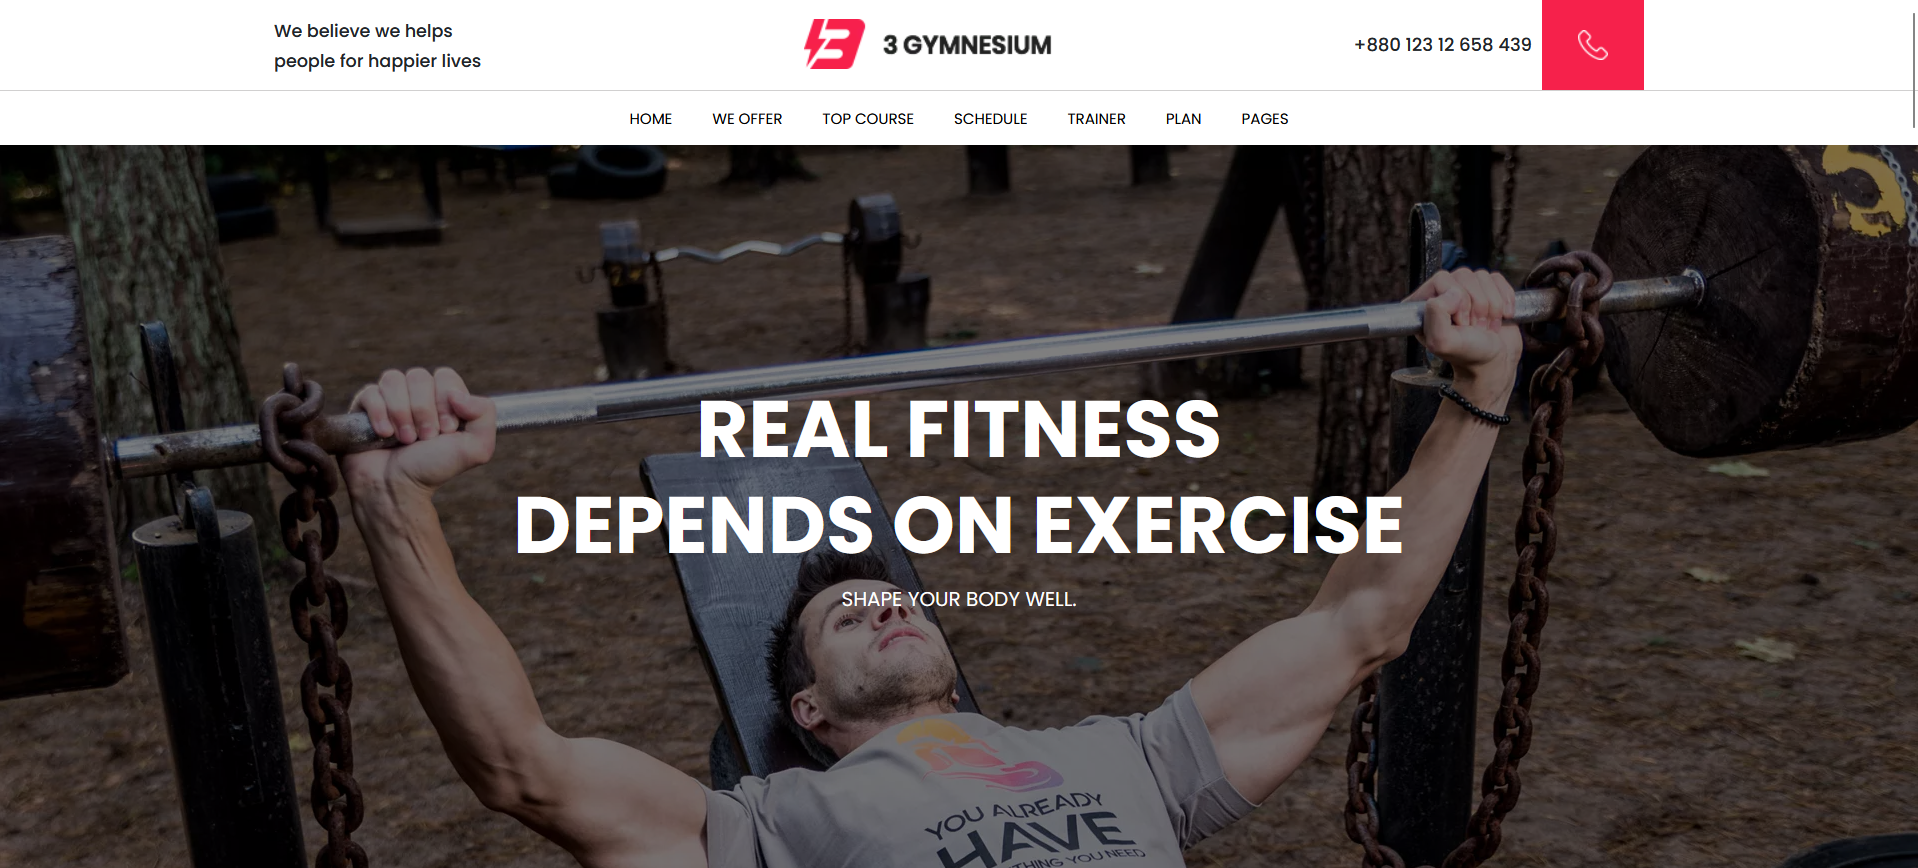 We believe we helps
people for happier lives
3 GYMNESIUM
+880 123 12 658 439
HOME WE OFFER TOP COURSE SCHEDULE TRAINER PLAN PAGES
5
REAL FITNESS
DEPENDS ON EXERCISE
SHAPE YOUR BODY WELL.
YOU ALREADY
HAVE
THING YOU NEED